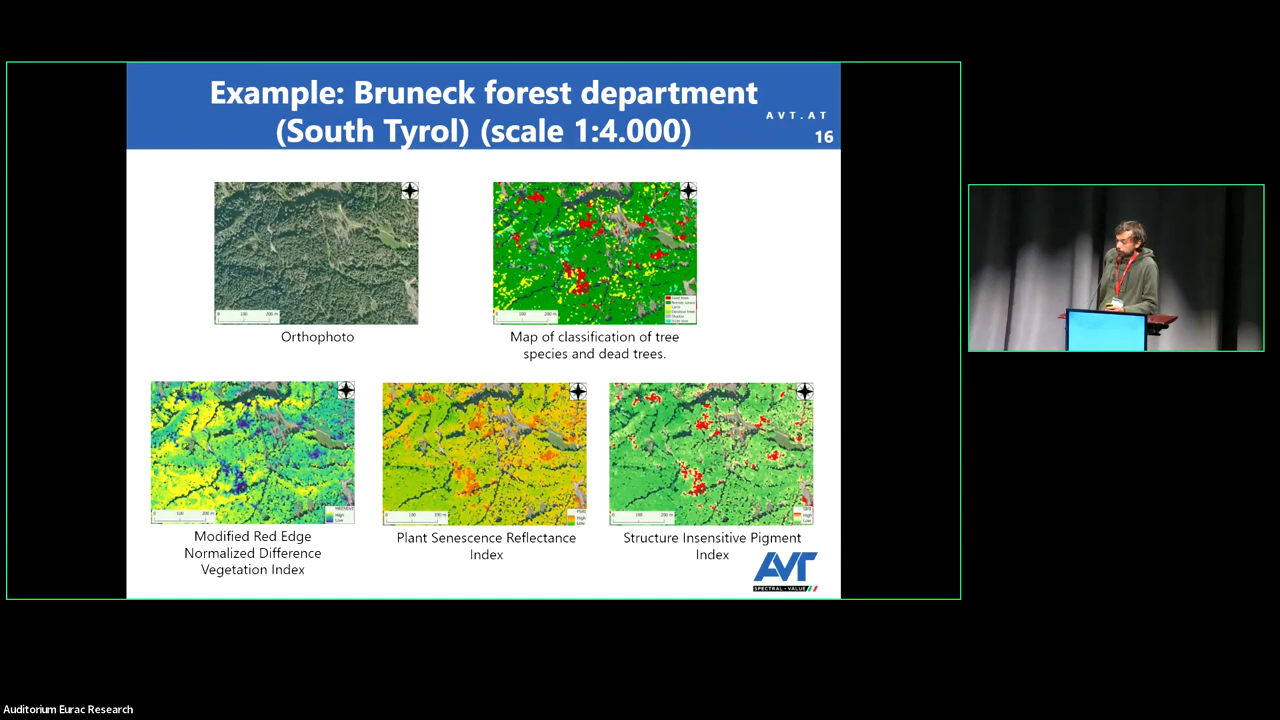 Example: Bruneck forest department
(South Tyrol) (scale 1:4.000)
AVT.AT
16
Orthophoto
Map of classification of tree
species and dead trees.
Modified Red Edge
Normalized Difference
Vegetation Index
Plant Senescence Reflectance
Index
Structure Insensitive Pigment
Index
AVT
SPECTRAL VALUE
Auditorium Eurac Research